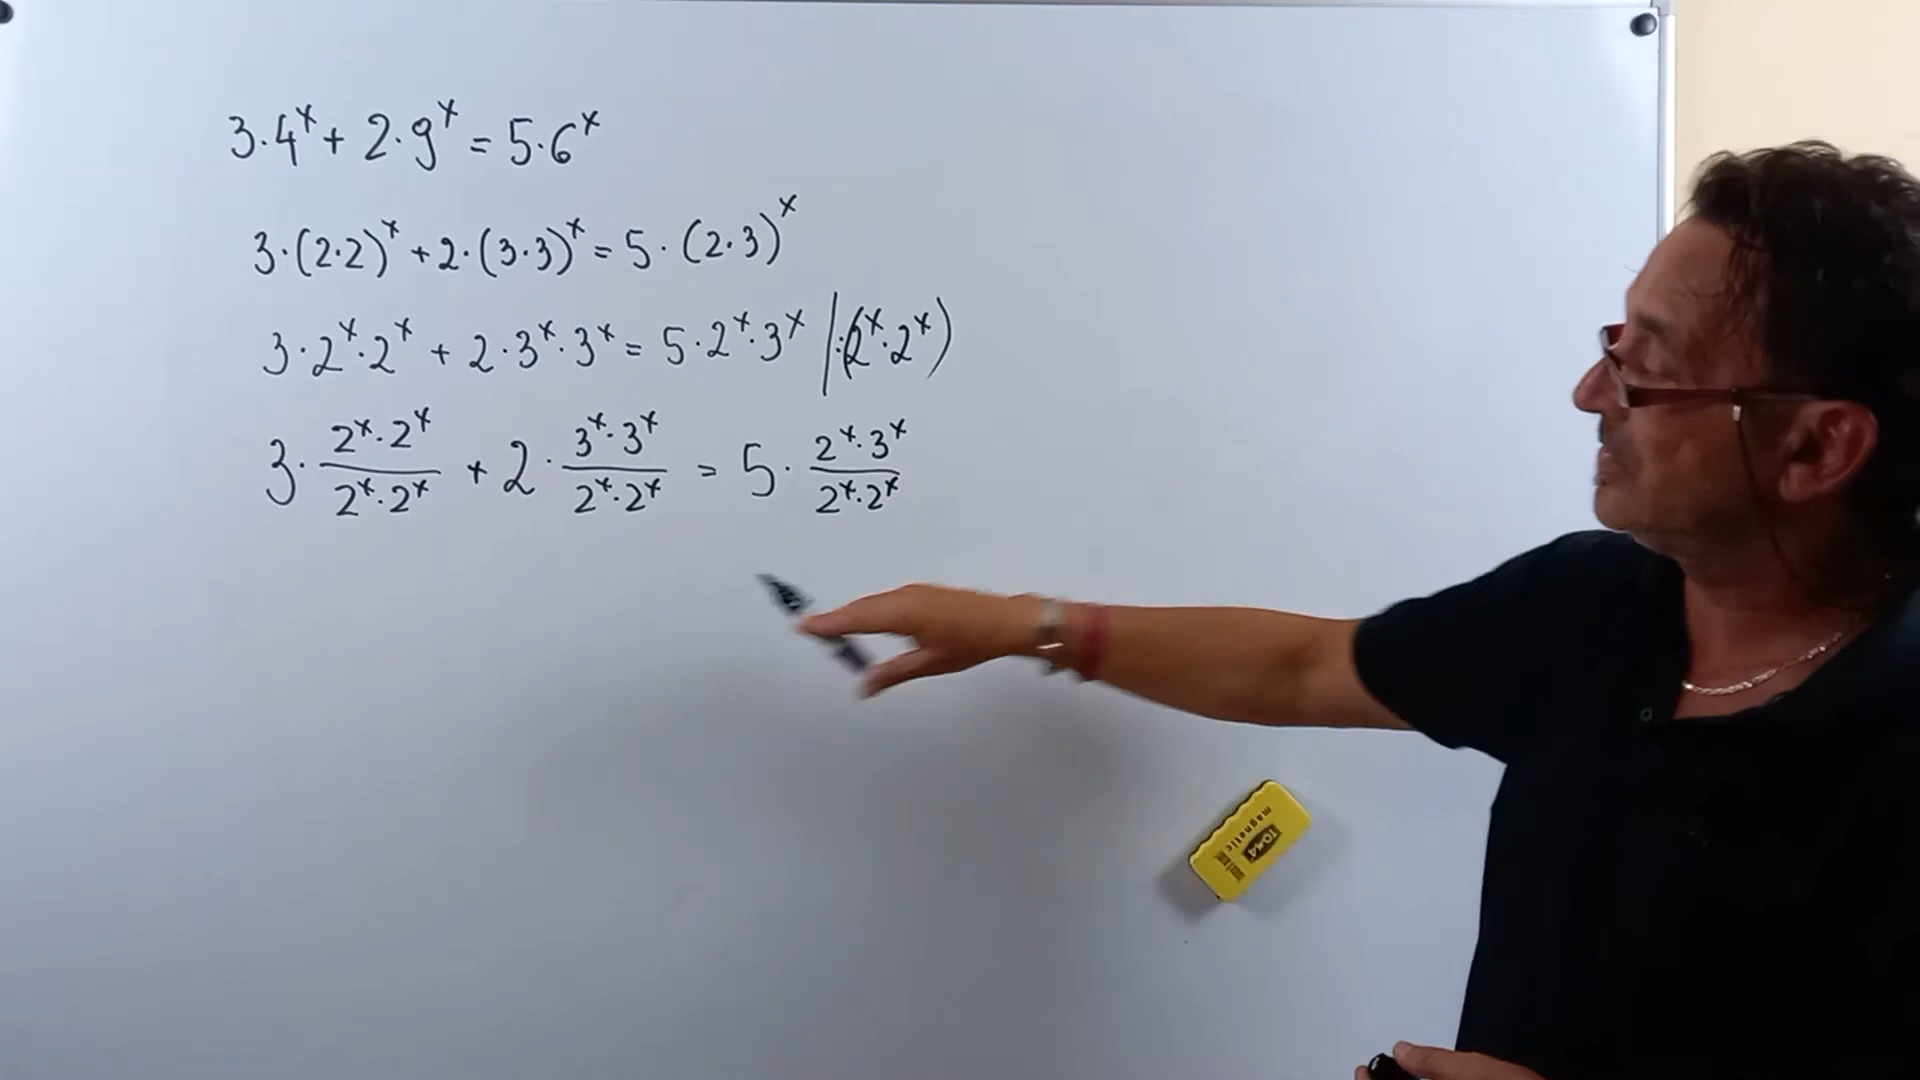 3·4ˣ + 2·9ˣ = 5·6ˣ
3·(2·2)ˣ + 2·(3·3)ˣ = 5·(2·3)ˣ
3·2ˣ·2ˣ + 2·3ˣ·3ˣ = 5·2ˣ·3ˣ |:(2ˣ·2ˣ)
3· (2ˣ·2ˣ)/(2ˣ·2ˣ) + 2· (3ˣ·3ˣ)/(2ˣ·2ˣ) = 5· (2ˣ·3ˣ)/(2ˣ·2ˣ)
magnetic
TOMA